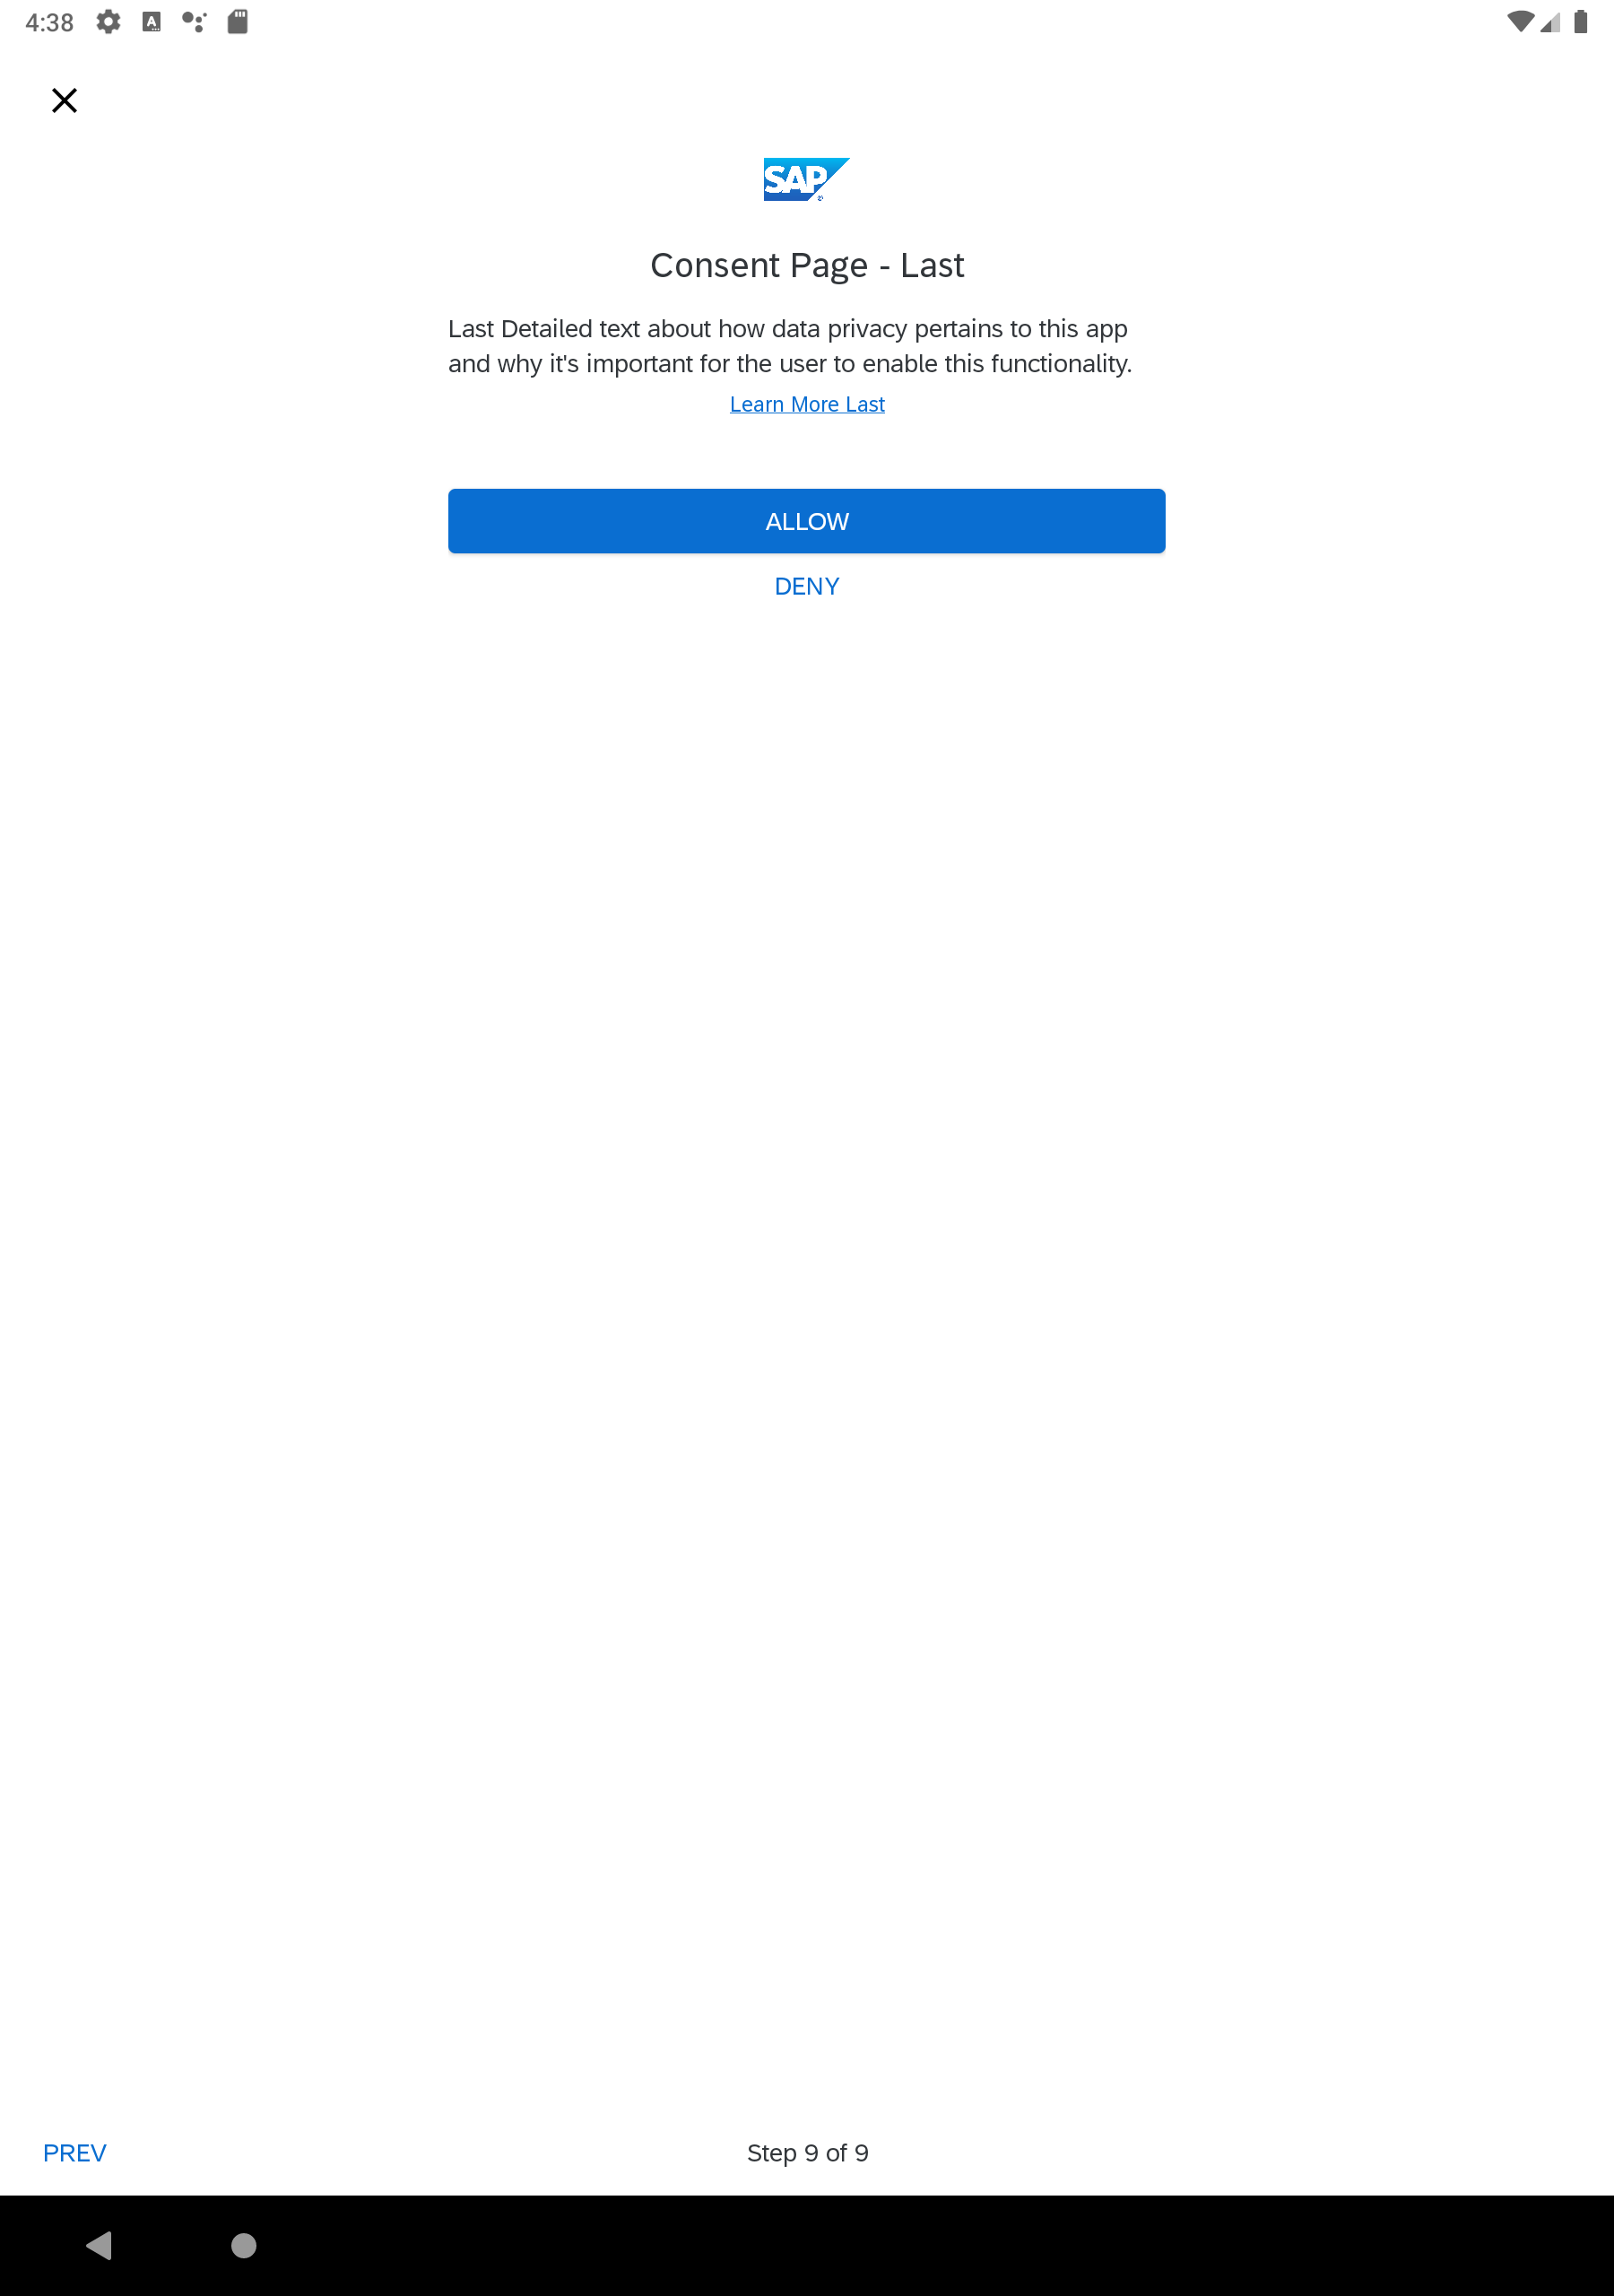 4:38
SAP
Consent Page - Last
Last Detailed text about how data privacy pertains to this app
and why it's important for the user to enable this functionality.
Learn More Last
ALLOW
DENY
PREV
Step 9 of 9